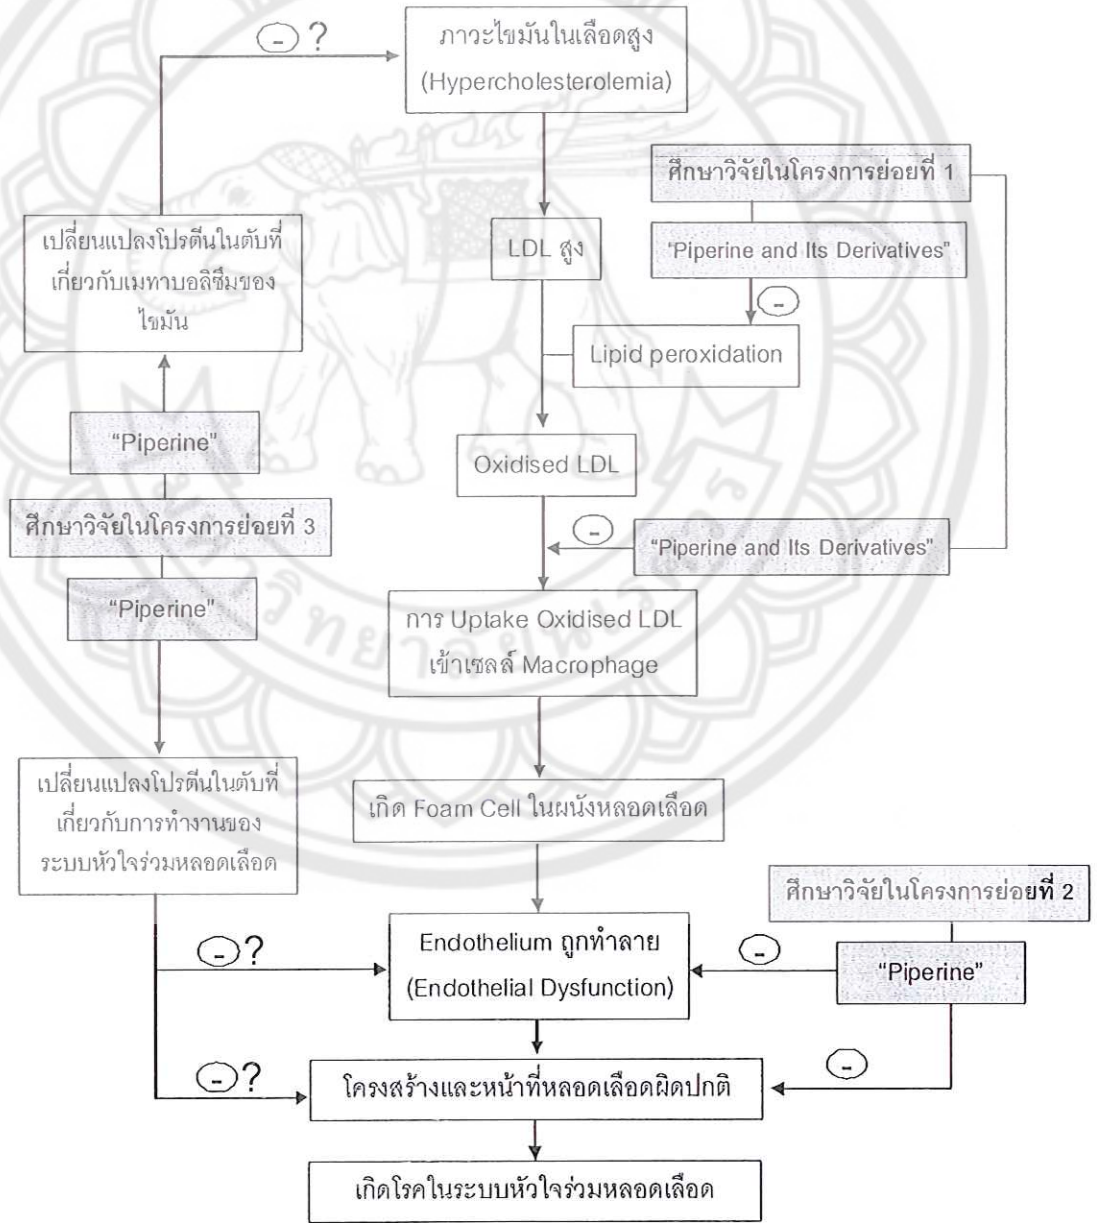 ⊖ ?
ภาวะไขมันในเลือดสูง
(Hypercholesterolemia)
ศึกษาวิจัยในโครงการย่อยที่ 1
เปลี่ยนแปลงโปรตีนในตับที่
เกี่ยวกับเมทาบอลิซึมของ
ไขมัน
LDL สูง
"Piperine and Its Derivatives"
⊖
Lipid peroxidation
"Piperine"
Oxidised LDL
ศึกษาวิจัยในโครงการย่อยที่ 3
⊖
"Piperine and Its Derivatives"
"Piperine"
การ Uptake Oxidised LDL
เข้าเซลล์ Macrophage
เปลี่ยนแปลงโปรตีนในตับที่
เกี่ยวกับการทำงานของ
ระบบหัวใจร่วมหลอดเลือด
เกิด Foam Cell ในผนังหลอดเลือด
ศึกษาวิจัยในโครงการย่อยที่ 2
⊖ ?
Endothelium ถูกทำลาย
(Endothelial Dysfunction)
⊖
"Piperine"
⊖ ?
โครงสร้างและหน้าที่หลอดเลือดผิดปกติ
⊖
เกิดโรคในระบบหัวใจร่วมหลอดเลือด